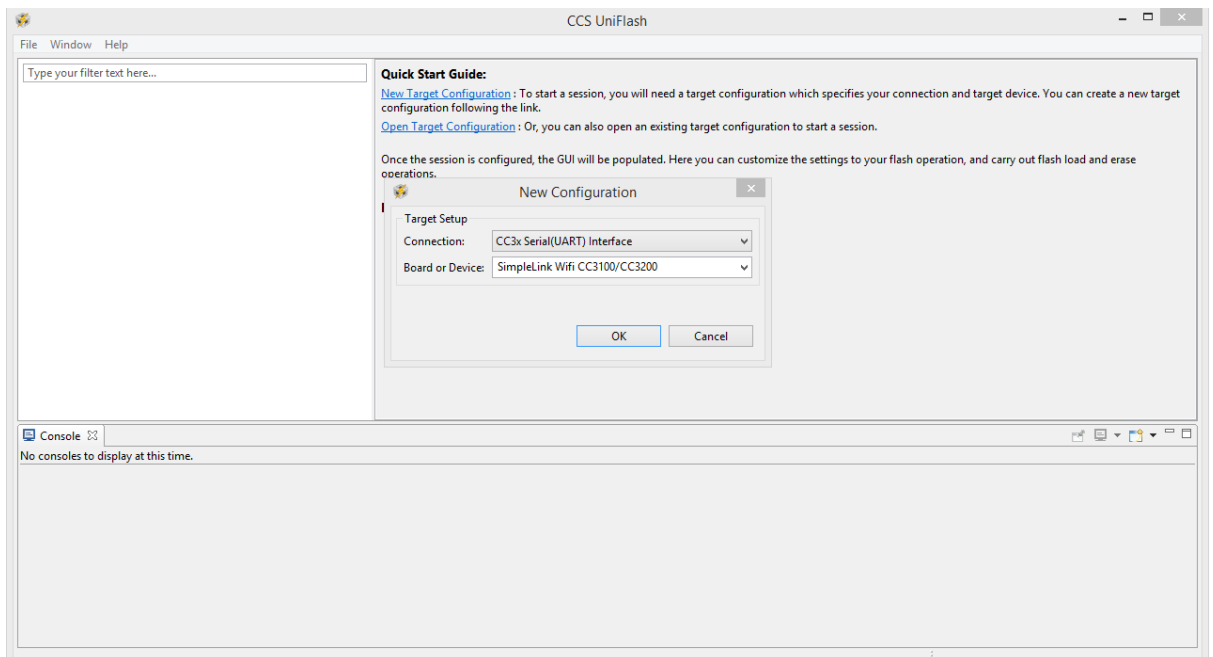 CCS UniFlash
File Window Help
Type your filter text here...
Quick Start Guide:
New Target Configuration : To start a session, you will need a target configuration which specifies your connection and target device. You can create a new target
configuration following the link.
Open Target Configuration : Or, you can also open an existing target configuration to start a session.
Once the session is configured, the GUI will be populated. Here you can customize the settings to your flash operation, and carry out flash load and erase
operations.
New Configuration
Target Setup
Connection: CC3x Serial(UART) Interface
Board or Device: SimpleLink Wifi CC3100/CC3200
OK Cancel
Console
No consoles to display at this time.